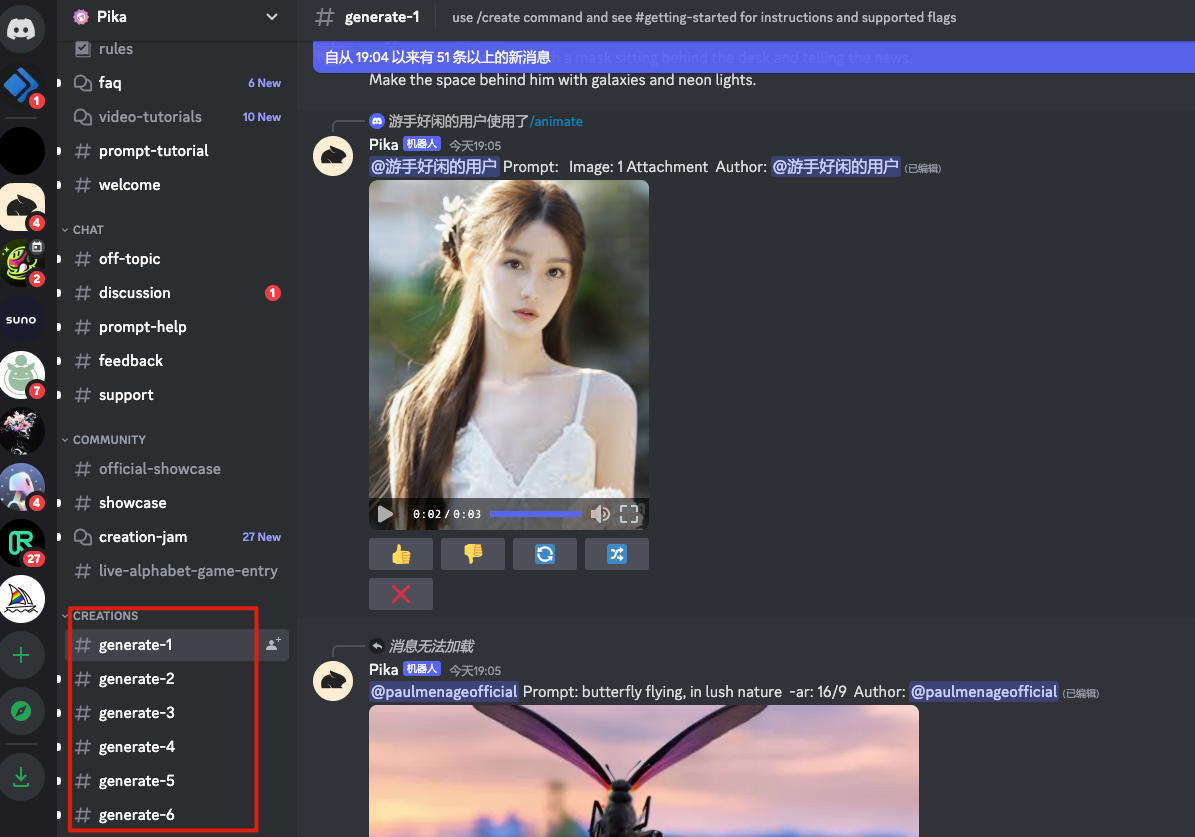 Pika
rules
faq
6 New
video-tutorials
10 New
prompt-tutorial
welcome
CHAT
off-topic
discussion
1
prompt-help
feedback
support
COMMUNITY
official-showcase
showcase
creation-jam
27 New
live-alphabet-game-entry
CREATIONS
generate-1
generate-2
generate-3
generate-4
generate-5
generate-6
1
4
2
suno
7
4
27
generate-1
use /create command and see #getting-started for instructions and supported flags
自从 19:04 以来有 51 条以上的新消息
a mask sitting behind the desk and telling the news.
Make the space behind him with galaxies and neon lights.
游手好闲的用户使用了/animate
Pika 机器人 今天19:05
@游手好闲的用户 Prompt: Image: 1 Attachment Author: @游手好闲的用户 (已编辑)
0:02/0:03
消息无法加载
Pika 机器人 今天19:05
@paulmenageofficial Prompt: butterfly flying, in lush nature -ar: 16/9 Author: @paulmenageofficial (已编辑)